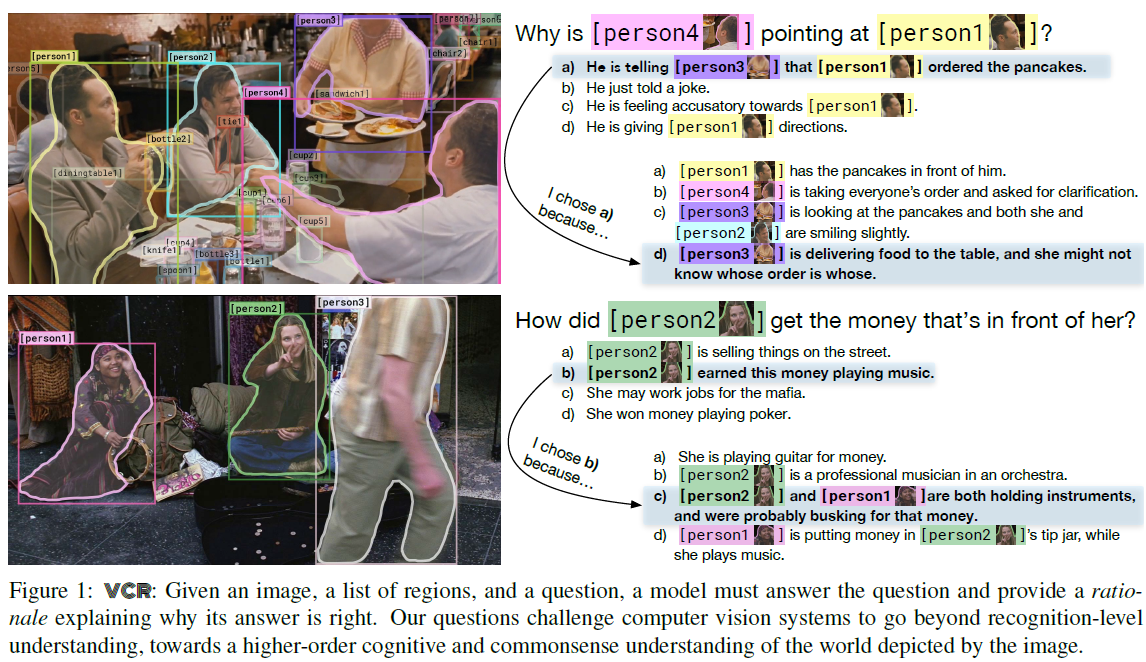 [person1]
[person2]
[person3]
[chair1]
[chair2]
[person4]
[tie1]
[bottle2]
[diningtable1]
[cup2]
[cup3]
[cup5]
[cup4]
[knife1]
[bottle3]
[spoon1]
Why is [person4 ] pointing at [person1 ]?
a) He is telling [person3 ] that [person1 ] ordered the pancakes.
b) He just told a joke.
c) He is feeling accusatory towards [person1 ].
d) He is giving [person1 ] directions.
I chose a)
because...
a) [person1 ] has the pancakes in front of him.
b) [person4 ] is taking everyone's order and asked for clarification.
c) [person3 ] is looking at the pancakes and both she and
[person2 ] are smiling slightly.
d) [person3 ] is delivering food to the table, and she might not
know whose order is whose.
[person1]
[person2]
[person3]
How did [person2 ] get the money that's in front of her?
a) [person2 ] is selling things on the street.
b) [person2 ] earned this money playing music.
c) She may work jobs for the mafia.
d) She won money playing poker.
I chose b)
because...
a) She is playing guitar for money.
b) [person2 ] is a professional musician in an orchestra.
c) [person2 ] and [person1 ]are both holding instruments,
and were probably busking for that money.
d) [person1 ] is putting money in [person2 ]'s tip jar, while
she plays music.
Figure 1: VCR: Given an image, a list of regions, and a question, a model must answer the question and provide a ratio-
nale explaining why its answer is right. Our questions challenge computer vision systems to go beyond recognition-level
understanding, towards a higher-order cognitive and commonsense understanding of the world depicted by the image.